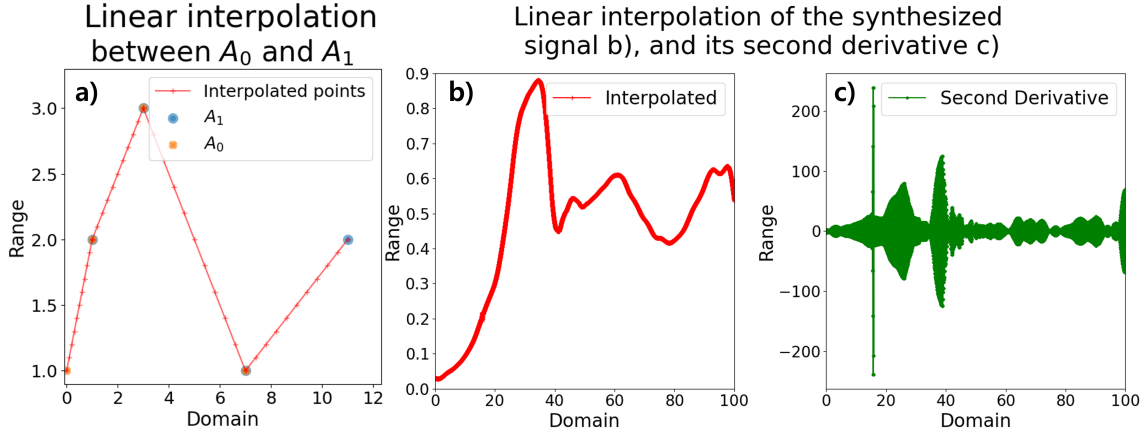 Linear interpolation
between A₀ and A₁
Linear interpolation of the synthesized
signal b), and its second derivative c)
a)
Interpolated points
A₁
A₀
3.0
2.5
2.0
1.5
1.0
Range
0 2 4 6 8 10 12
Domain
b)
Interpolated
0.9
0.8
0.7
0.6
0.5
0.4
0.3
0.2
0.1
0.0
Range
0 20 40 60 80 100
Domain
c)
Second Derivative
200
100
0
−100
−200
Range
0 20 40 60 80 100
Domain